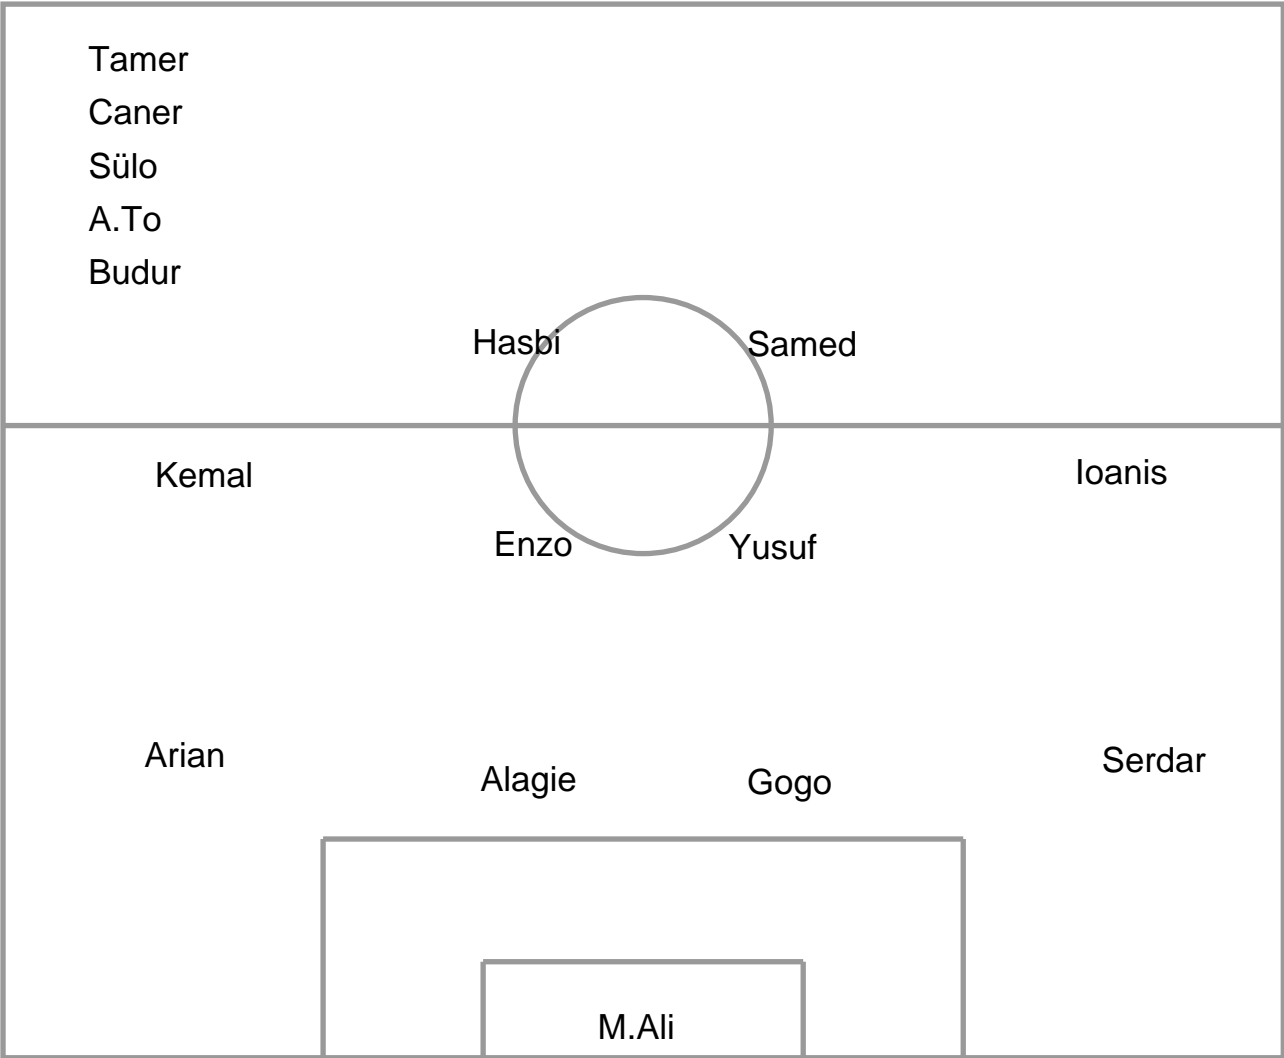 Tamer
Caner
Sülo
A.To
Budur
Hasbi
Samed
Kemal
Ioanis
Enzo
Yusuf
Arian
Alagie
Gogo
Serdar
M.Ali